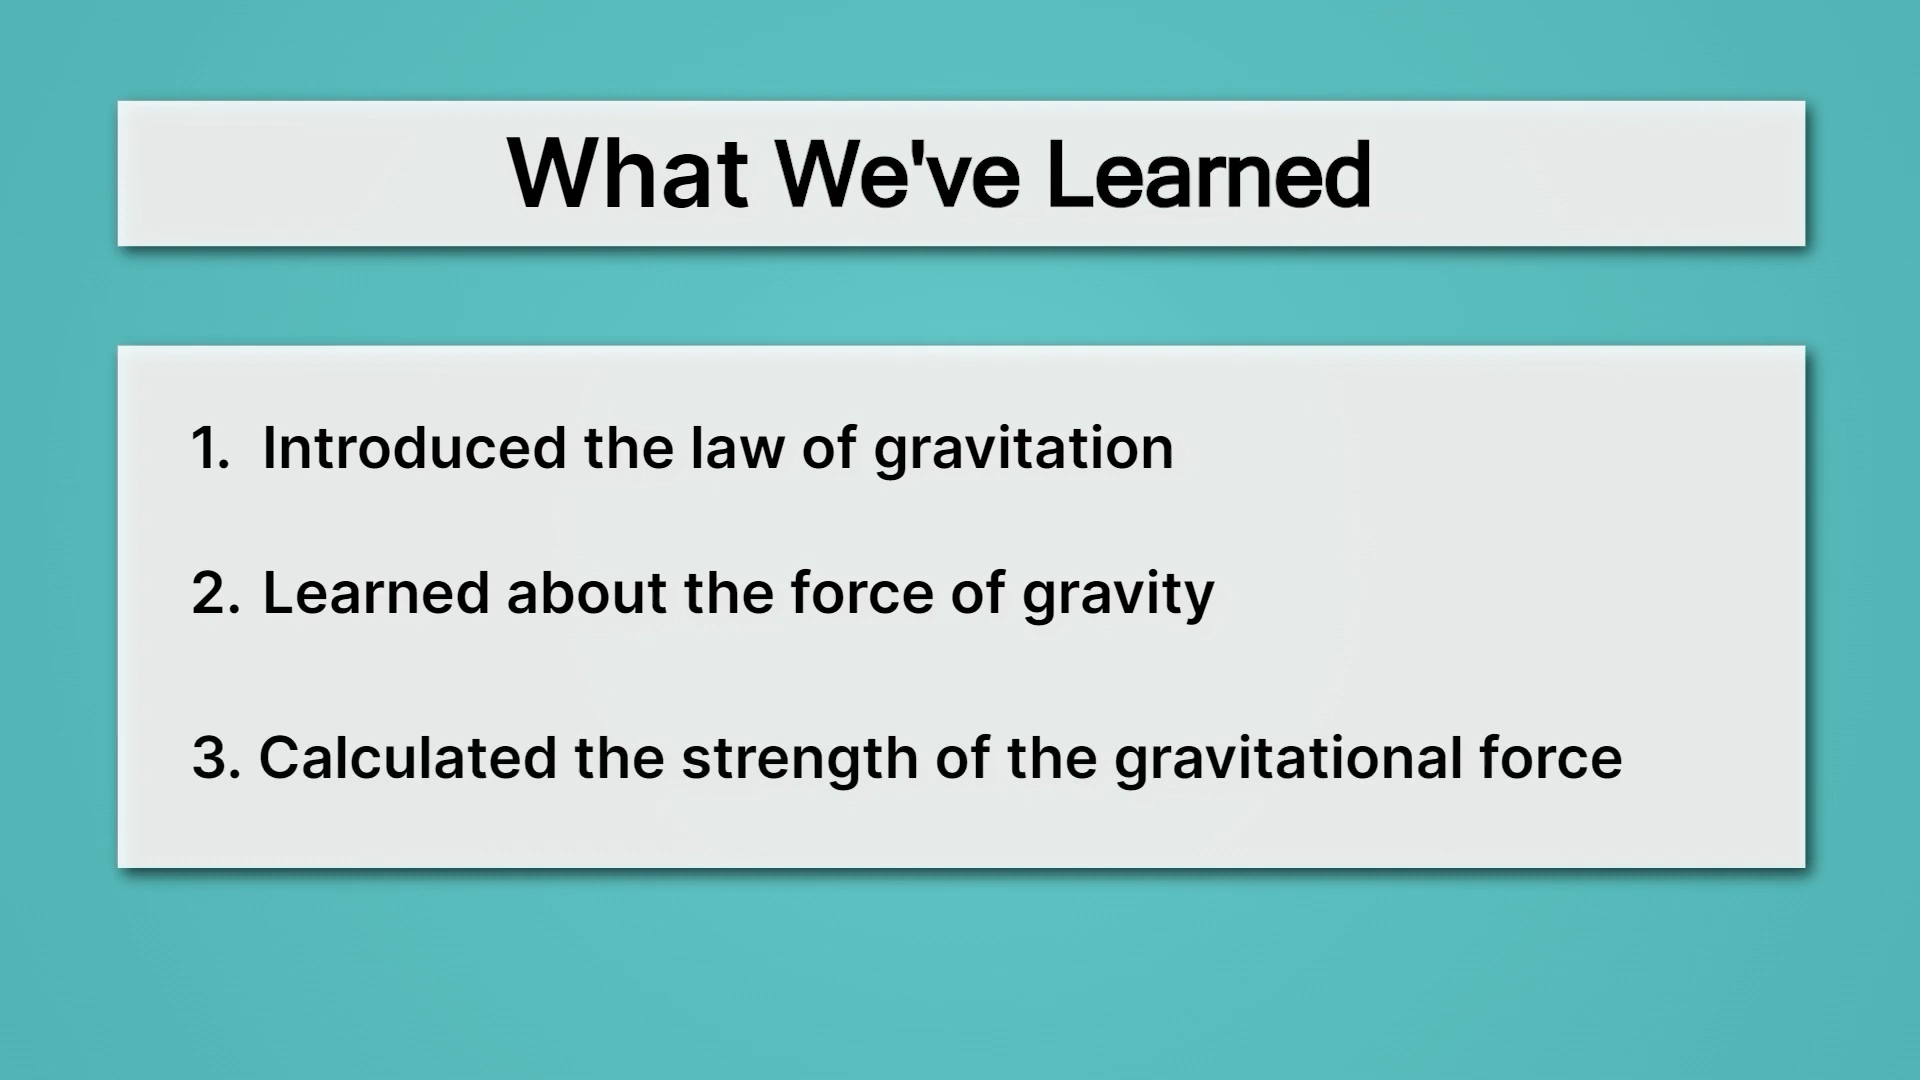 What We've Learned
1. Introduced the law of gravitation
2. Learned about the force of gravity
3. Calculated the strength of the gravitational force